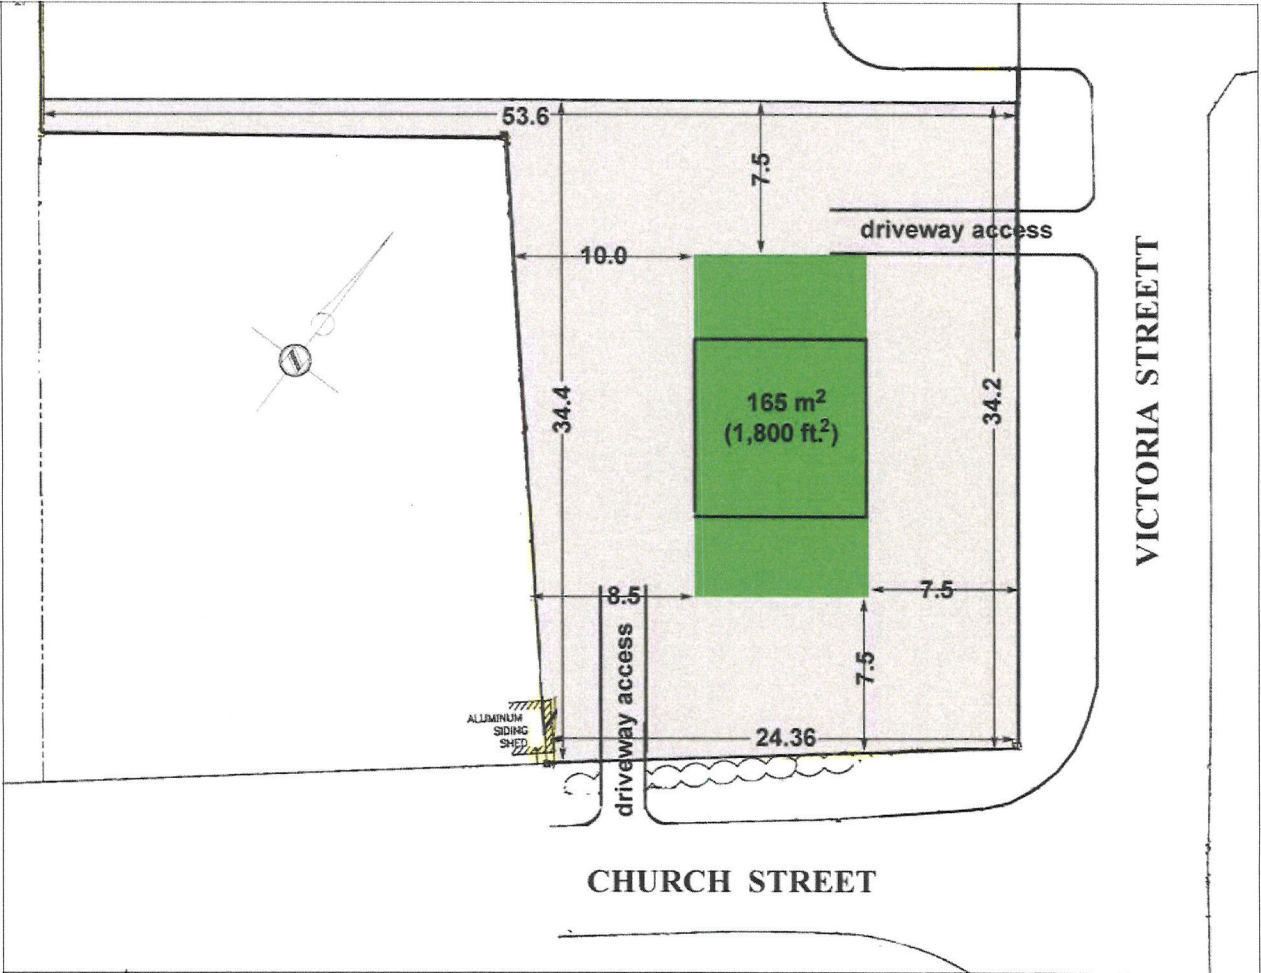 53.6
7.5
driveway access
10.0
34.4
34.2
165 m²
(1,800 ft.²)
VICTORIA STREETT
8.5
7.5
7.5
driveway access
ALUMINUM
SIDING
SHED
24.36
CHURCH STREET